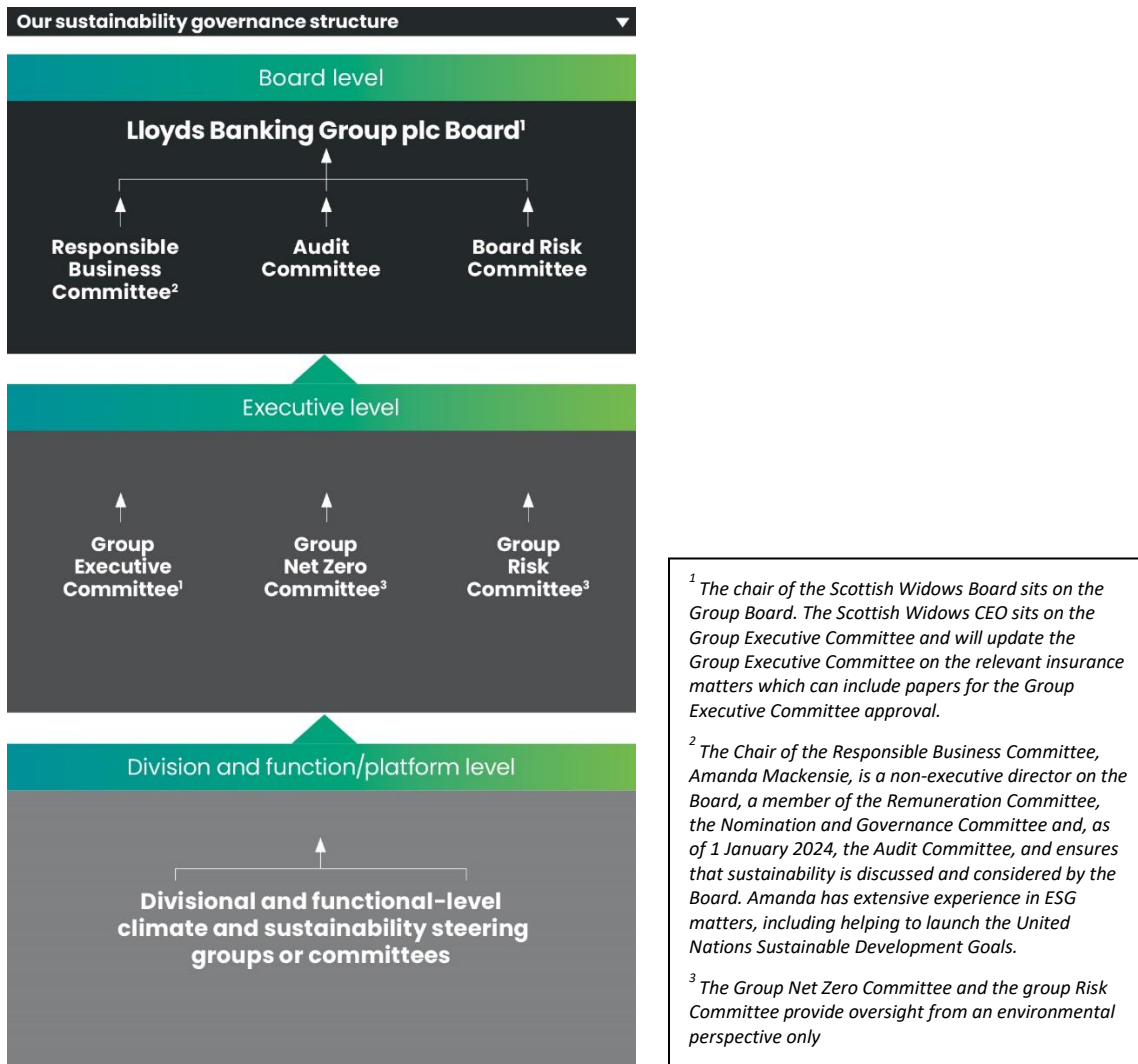 Our sustainability governance structure
Board level
Lloyds Banking Group plc Board¹
Responsible
Business
Committee²
Audit
Committee
Board Risk
Committee
Executive level
Group
Executive
Committee¹
Group
Net Zero
Committee³
Group
Risk
Committee³
Division and function/platform level
Divisional and functional-level
climate and sustainability steering
groups or committees
¹ The chair of the Scottish Widows Board sits on the
Group Board. The Scottish Widows CEO sits on the
Group Executive Committee and will update the
Group Executive Committee on the relevant insurance
matters which can include papers for the Group
Executive Committee approval.
² The Chair of the Responsible Business Committee,
Amanda Mackensie, is a non-executive director on the
Board, a member of the Remuneration Committee,
the Nomination and Governance Committee and, as
of 1 January 2024, the Audit Committee, and ensures
that sustainability is discussed and considered by the
Board. Amanda has extensive experience in ESG
matters, including helping to launch the United
Nations Sustainable Development Goals.
³ The Group Net Zero Committee and the group Risk
Committee provide oversight from an environmental
perspective only